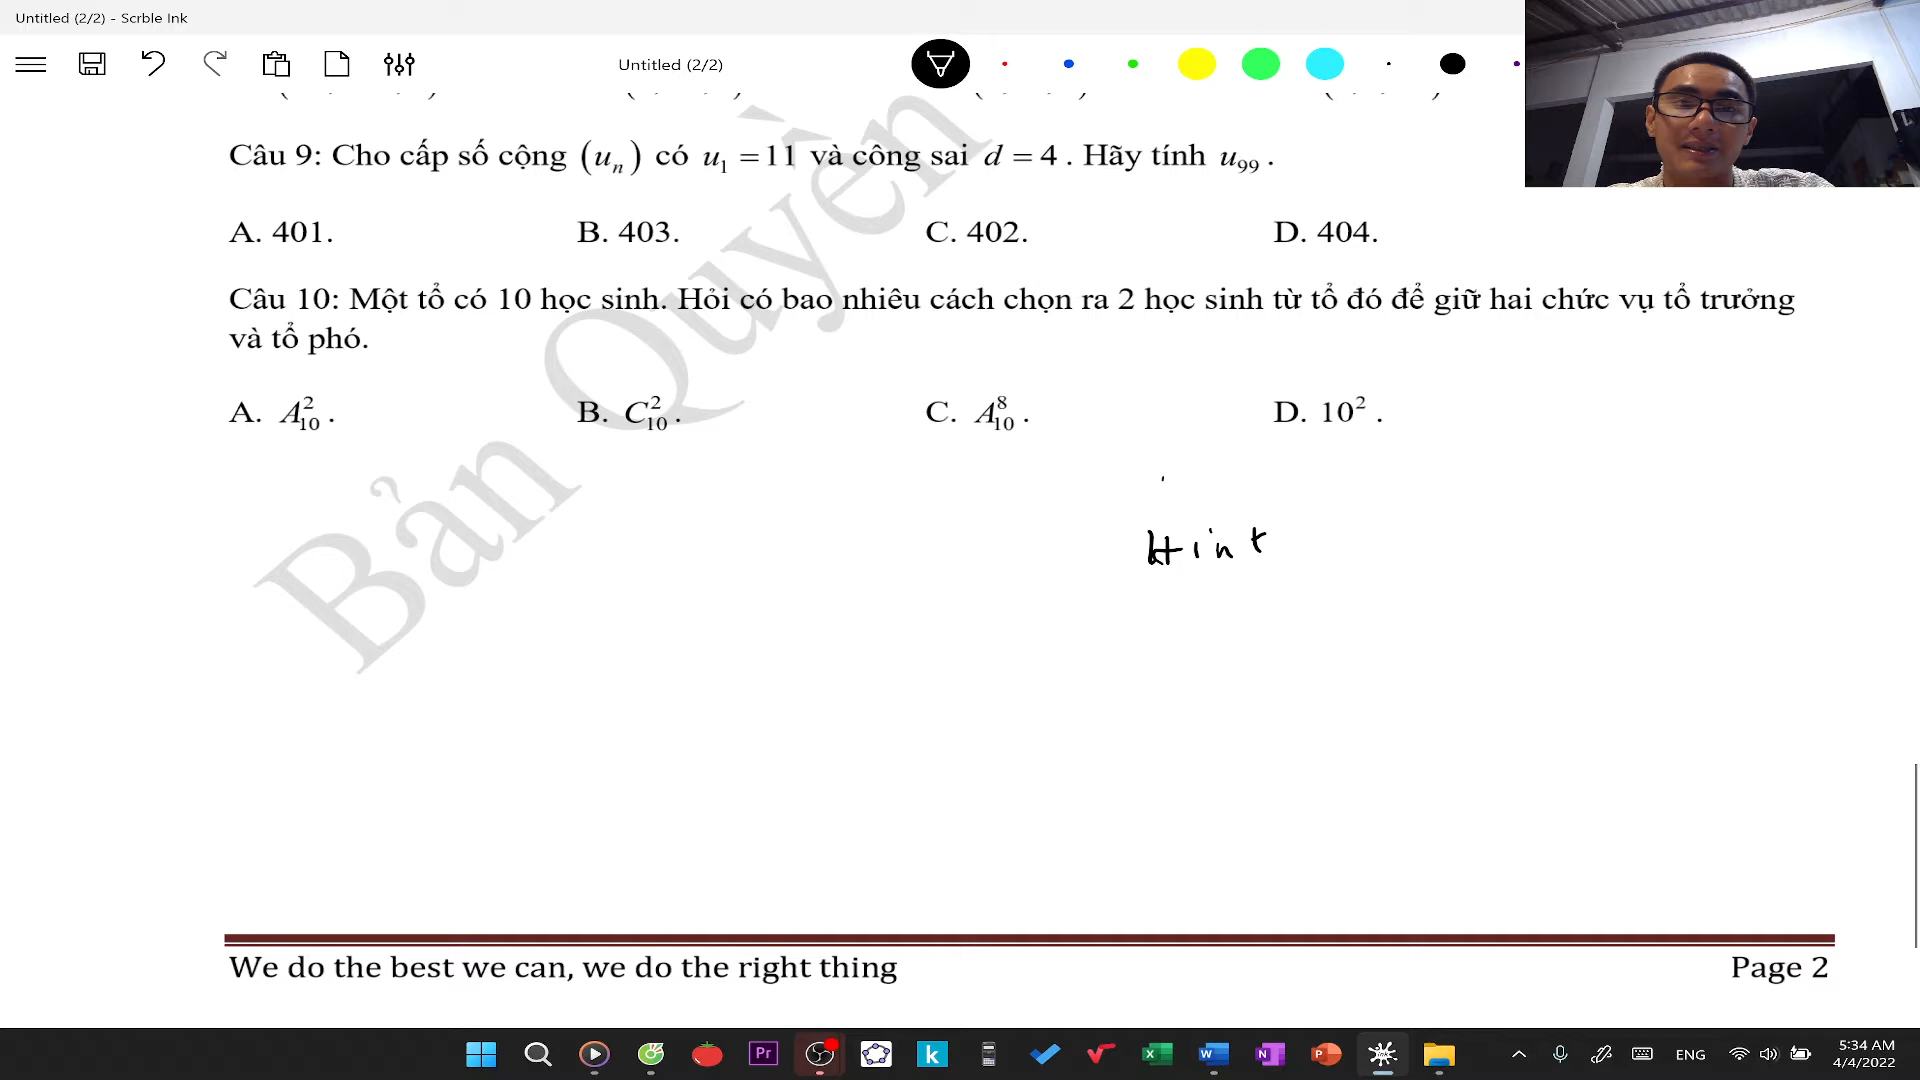 Untitled (2/2) - Scrble Ink
Untitled (2/2)
Câu 9: Cho cấp số cộng (uₙ) có u₁ = 11 và công sai d = 4 . Hãy tính u₉₉ .
A. 401. B. 403. C. 402. D. 404.
Câu 10: Một tổ có 10 học sinh. Hỏi có bao nhiêu cách chọn ra 2 học sinh từ tổ đó để giữ hai chức vụ tổ trưởng
và tổ phó.
A. A₁₀² . B. C₁₀² . C. A₁₀⁸ . D. 10² .
Hint
Bản Quyền
We do the best we can, we do the right thing Page 2
Pr k ENG 5:34 AM
4/4/2022